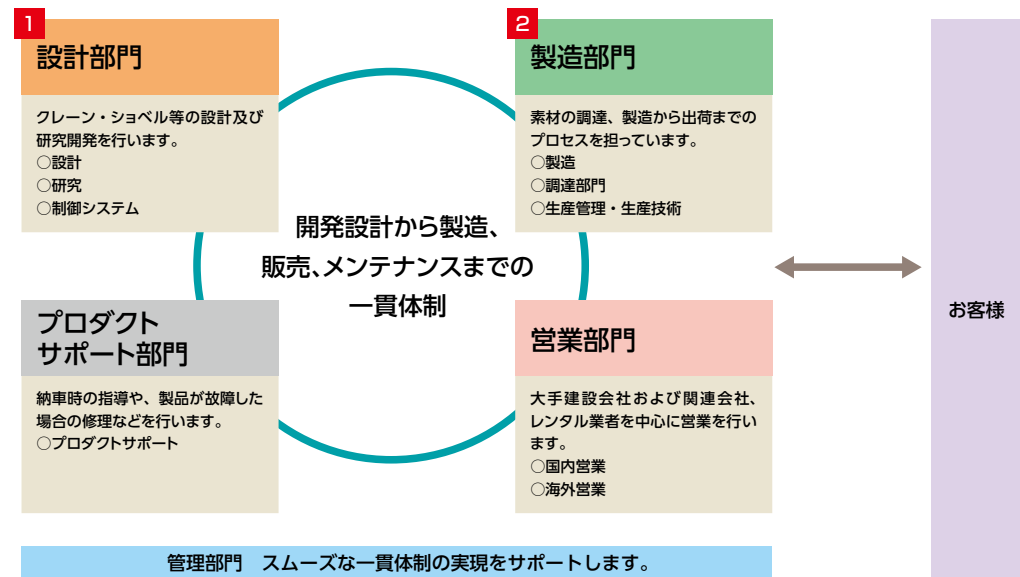 1
設計部門
クレーン・ショベル等の設計及び
研究開発を行います。
○設計
○研究
○制御システム
2
製造部門
素材の調達、製造から出荷までの
プロセスを担っています。
○製造
○調達部門
○生産管理・生産技術
開発設計から製造、
販売、メンテナンスまでの
一貫体制
プロダクト
サポート部門
納車時の指導や、製品が故障した
場合の修理などを行います。
○プロダクトサポート
営業部門
大手建設会社および関連会社、
レンタル業者を中心に営業を行い
ます。
○国内営業
○海外営業
お客様
管理部門　スムーズな一貫体制の実現をサポートします。